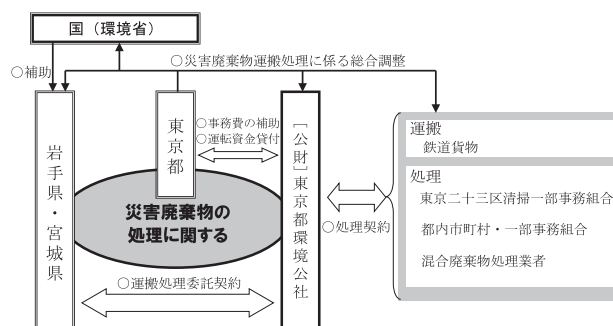 国（環境省）
○災害廃棄物運搬処理に係る総合調整
○補助
岩手県・宮城県
東京都
○事務費の補助
○運転資金貸付
［公財］東京都環境公社
災害廃棄物の
処理に関する
○運搬処理委託契約
○処理契約
運搬
鉄道貨物
処理
東京二十三区清掃一部事務組合
都内市町村・一部事務組合
混合廃棄物処理業者